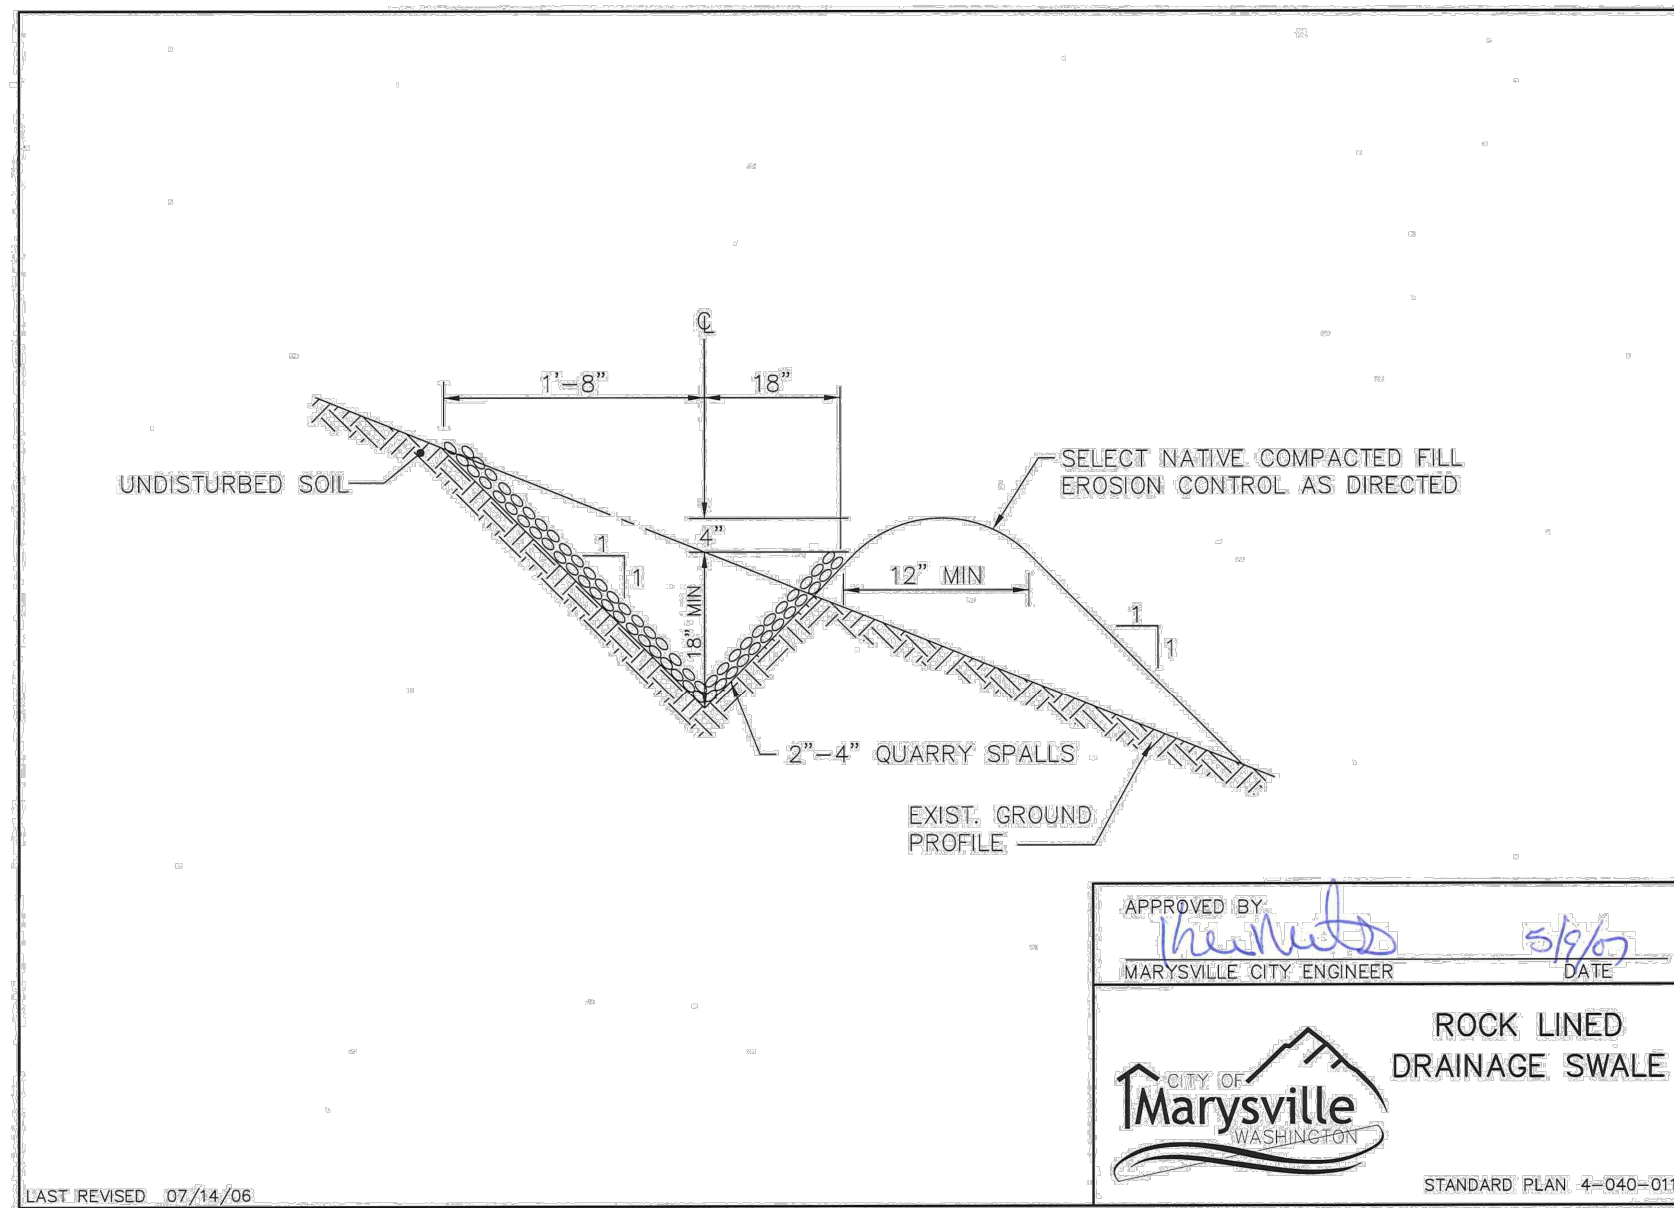 ℄
1'-8"
18"
UNDISTURBED SOIL
SELECT NATIVE COMPACTED FILL
EROSION CONTROL AS DIRECTED
4"
1
1
12" MIN
18" MIN
1
1
2"-4" QUARRY SPALLS
EXIST. GROUND
PROFILE
APPROVED BY
5/9/07
MARYSVILLE CITY ENGINEER
DATE
ROCK LINED
DRAINAGE SWALE
CITY OF
Marysville
WASHINGTON
STANDARD PLAN 4-040-011
LAST REVISED 07/14/06